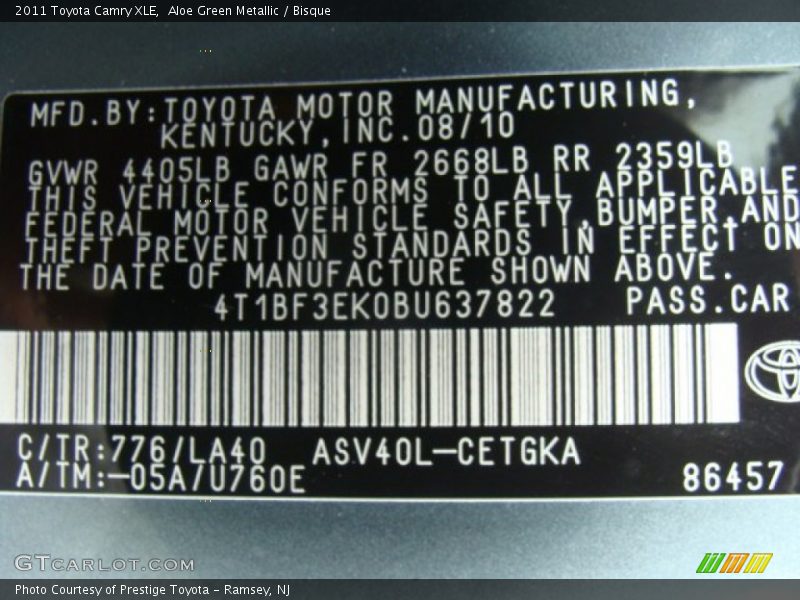 2011 Toyota Camry XLE,  Aloe Green Metallic / Bisque
MFD.BY:TOYOTA MOTOR MANUFACTURING,
KENTUCKY,INC.08/10
GVWR 4405LB GAWR FR 2668LB RR 2359LB
THIS VEHICLE CONFORMS TO ALL APPLICABLE
FEDERAL MOTOR VEHICLE SAFETY,BUMPER,AND
THEFT PREVENTION STANDARDS IN EFFECT ON
THE DATE OF MANUFACTURE SHOWN ABOVE.
4T1BF3EK0BU637822 PASS.CAR
C/TR:776/LA40 ASV40L-CETGKA
A/TM:-05A/U760E 86457
GTCARLOT.COM
Photo Courtesy of Prestige Toyota - Ramsey, NJ